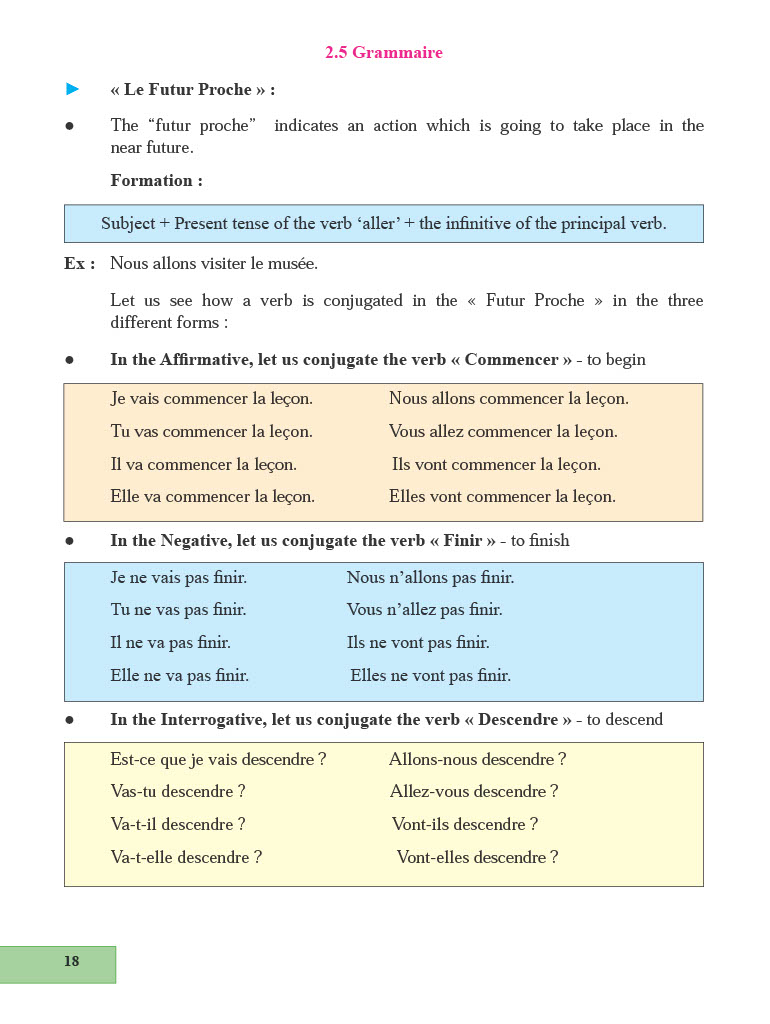 2.5 Grammaire
► « Le Futur Proche » :
● The “futur proche” indicates an action which is going to take place in the
near future.
Formation :
Subject + Present tense of the verb ‘aller’ + the infinitive of the principal verb.
Ex : Nous allons visiter le musée.
Let us see how a verb is conjugated in the « Futur Proche » in the three
different forms :
● In the Affirmative, let us conjugate the verb « Commencer » - to begin
Je vais commencer la leçon. Nous allons commencer la leçon.
Tu vas commencer la leçon. Vous allez commencer la leçon.
Il va commencer la leçon. Ils vont commencer la leçon.
Elle va commencer la leçon. Elles vont commencer la leçon.
● In the Negative, let us conjugate the verb « Finir » - to finish
Je ne vais pas finir. Nous n’allons pas finir.
Tu ne vas pas finir. Vous n’allez pas finir.
Il ne va pas finir. Ils ne vont pas finir.
Elle ne va pas finir. Elles ne vont pas finir.
● In the Interrogative, let us conjugate the verb « Descendre » - to descend
Est-ce que je vais descendre ? Allons-nous descendre ?
Vas-tu descendre ? Allez-vous descendre ?
Va-t-il descendre ? Vont-ils descendre ?
Va-t-elle descendre ? Vont-elles descendre ?
18